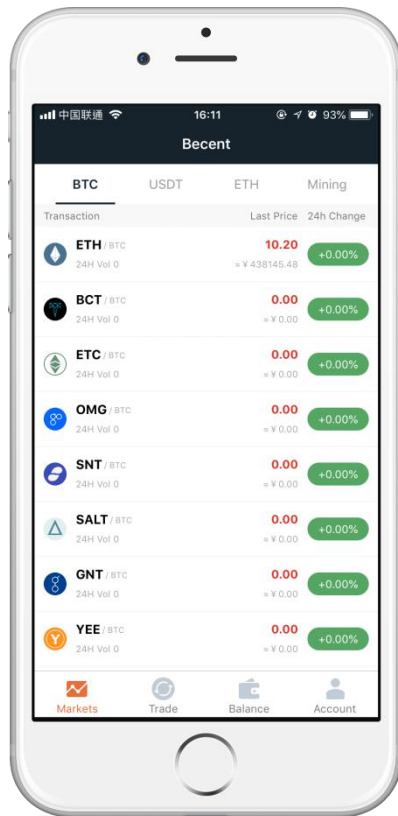 中国联通 16:11 93%
Becent
BTC USDT ETH Mining
Transaction Last Price 24h Change
ETH / BTC 10.20 +0.00%
24H Vol 0 ≈ ¥ 438145.48
BCT / BTC 0.00 +0.00%
24H Vol 0 ≈ ¥ 0.00
ETC / BTC 0.00 +0.00%
24H Vol 0 ≈ ¥ 0.00
OMG / BTC 0.00 +0.00%
24H Vol 0 ≈ ¥ 0.00
SNT / BTC 0.00 +0.00%
24H Vol 0 ≈ ¥ 0.00
SALT / BTC 0.00 +0.00%
24H Vol 0 ≈ ¥ 0.00
GNT / BTC 0.00 +0.00%
24H Vol 0 ≈ ¥ 0.00
YEE / BTC 0.00 +0.00%
24H Vol 0 ≈ ¥ 0.00
Markets Trade Balance Account